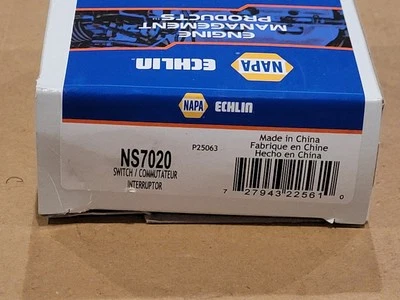 ENGINE
MANAGEMENT
PRODUCTS™
NAPA ECHLIN
NAPA ECHLIN
P25063
Made in China
Fabrique en Chine
Hecho en China
NS7020
SWITCH / COMMUTATEUR
INTERRUPTOR
7 27943 22561 0